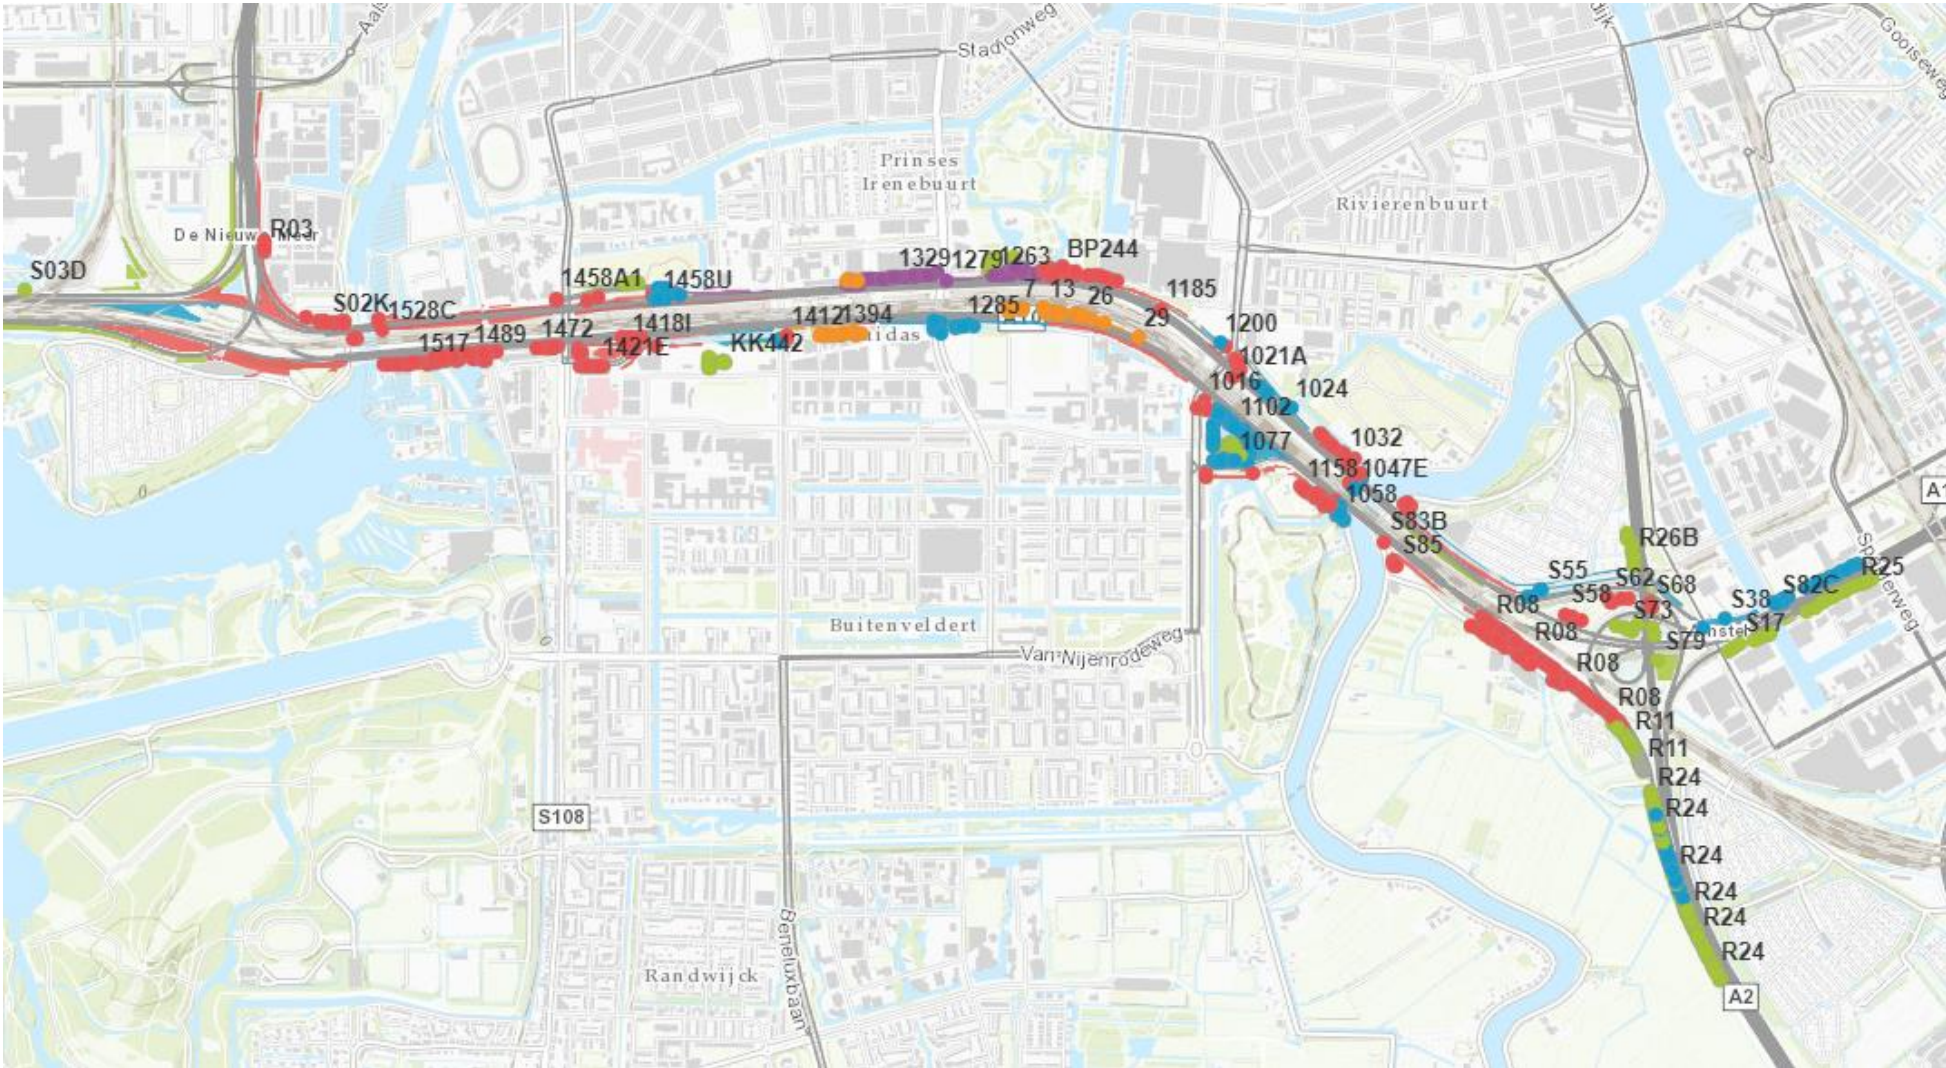 Stadionweg
Gooiseweg
Prinses
Irenebuurt
Rivierenbuurt
R03
S03D
1458A1
1458U
1329
1279
1263
BP244
S02K
1528C
7
13
26
1185
1517
1489
1472
1418I
1421E
KK442
1412
1394
1285
29
1200
1021A
1016
1024
1102
1077
1032
1158
1047E
1058
S83B
S85
A1
R26B
R25
S55
S62
S68
S82C
R08
S58
S73
S38
S17
R08
S79
R08
R08
Buitenveldert
Van Nijenrodeweg
R11
R11
R24
R24
S108
R24
R24
R24
R24
Randwijck
Beneluxbaan
A2